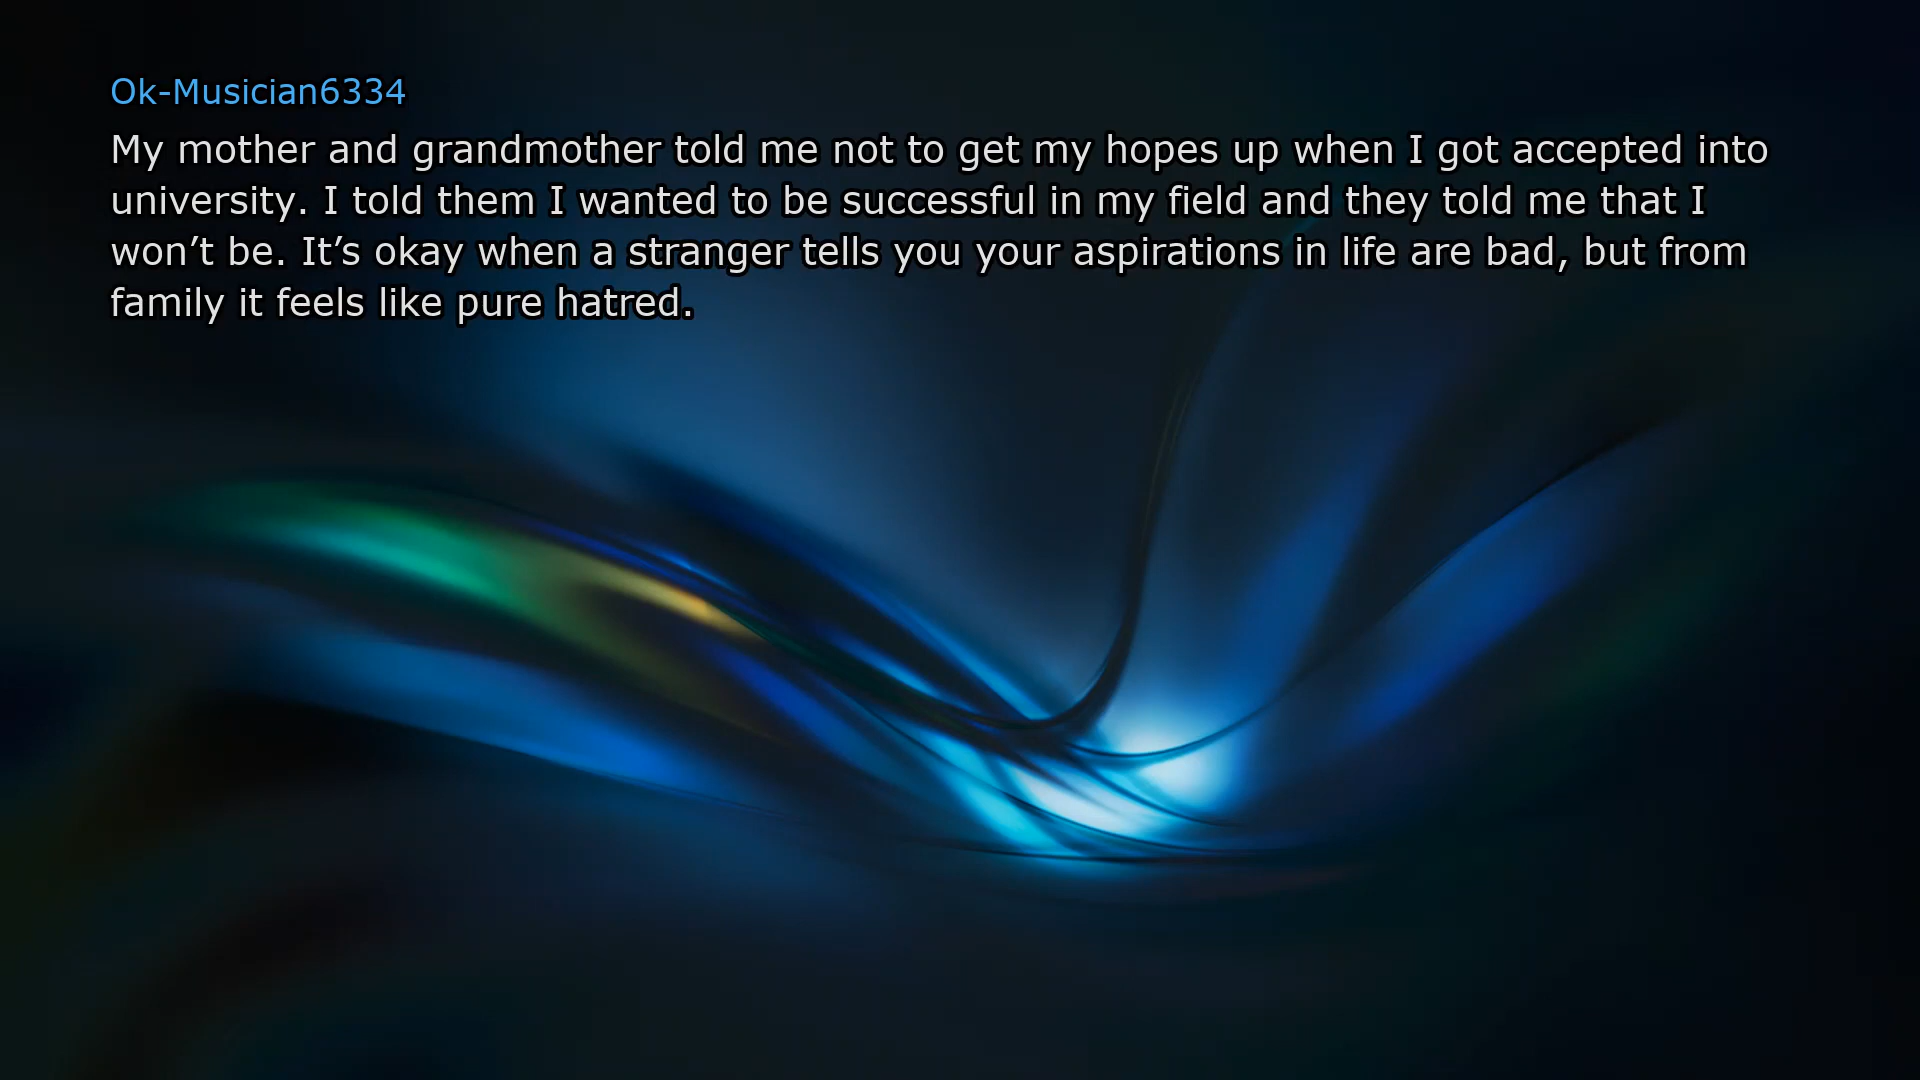 Ok-Musician6334
My mother and grandmother told me not to get my hopes up when I got accepted into
university. I told them I wanted to be successful in my field and they told me that I
won’t be. It’s okay when a stranger tells you your aspirations in life are bad, but from
family it feels like pure hatred.